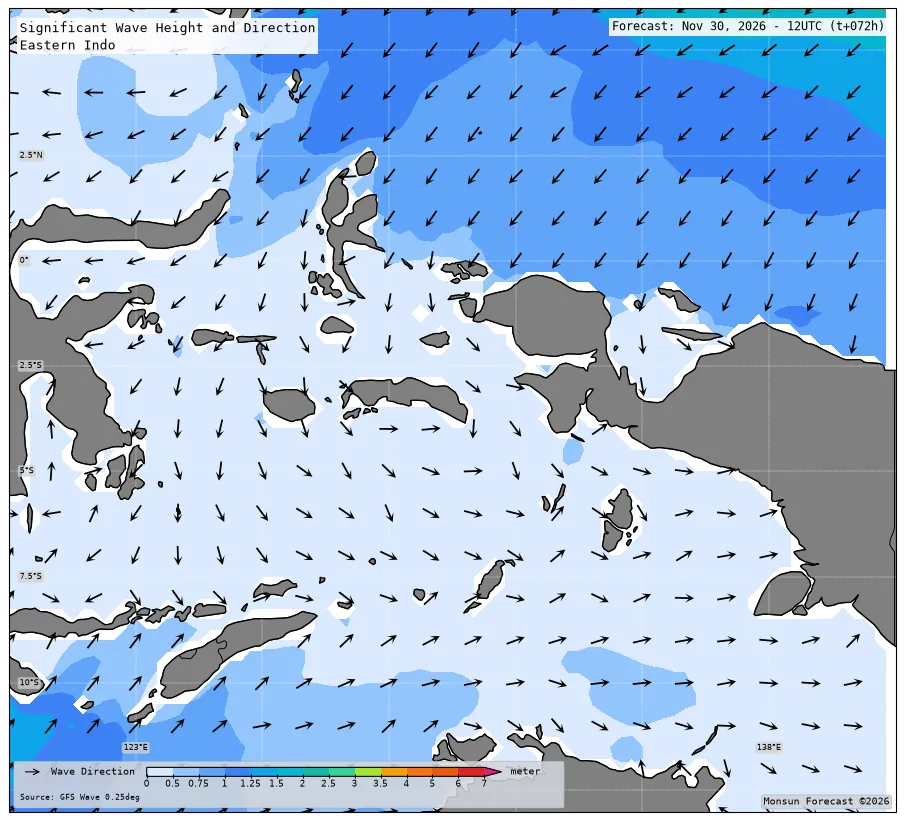 Significant Wave Height and Direction
Eastern Indo
Forecast: Nov 30, 2026 - 12UTC (t+072h)
2.5°N
0°
2.5°S
5°S
7.5°S
10°S
123°E
138°E
Wave Direction
meter
0 0.5 0.75 1 1.25 1.5 2 2.5 3 3.5 4 5 6 7
Source: GFS Wave 0.25deg
Monsun Forecast ©2026